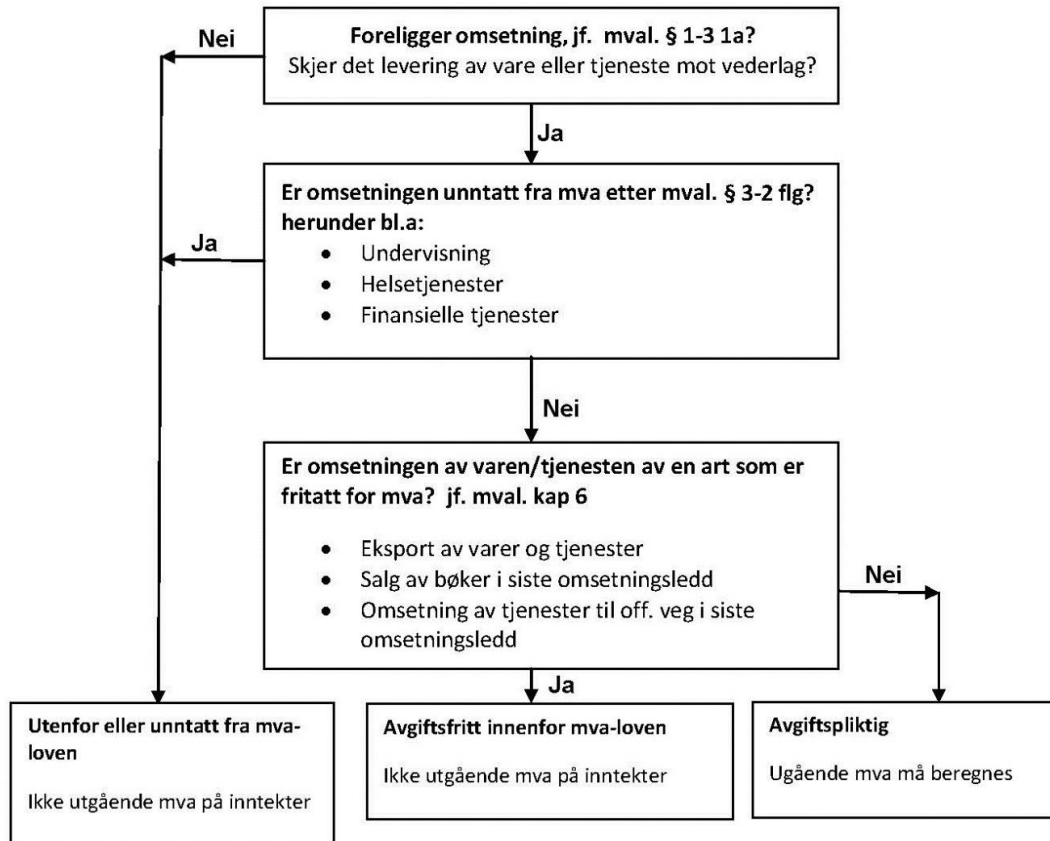 Nei
Foreligger omsetning, jf. mval. § 1-3 1a?
Skjer det levering av vare eller tjeneste mot vederlag?
Ja
Er omsetningen unntatt fra mva etter mval. § 3-2 flg?
herunder bl.a:
Ja
• Undervisning
• Helsetjenester
• Finansielle tjenester
Nei
Er omsetningen av varen/tjenesten av en art som er
fritatt for mva? jf. mval. kap 6
• Eksport av varer og tjenester
• Salg av bøker i siste omsetningsledd
• Omsetning av tjenester til off. veg i siste
omsetningsledd
Nei
Ja
Utenfor eller unntatt fra mva-
loven
Ikke utgående mva på inntekter
Avgiftsfritt innenfor mva-loven
Ikke utgående mva på inntekter
Avgiftspliktig
Ugående mva må beregnes